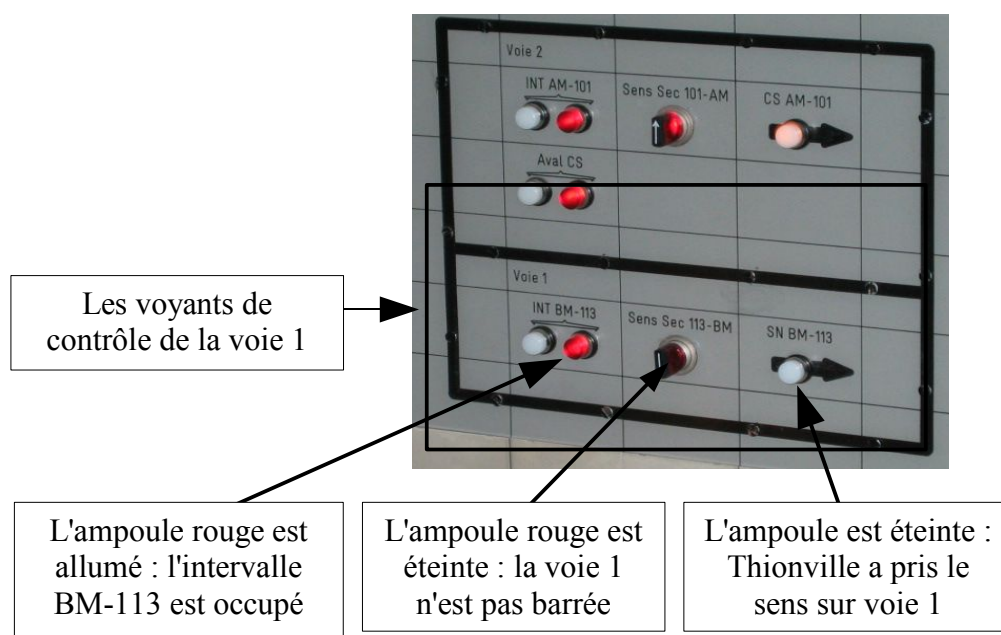 Voie 2
INT AM-101
Sens Sec 101-AM
CS AM-101
Aval CS
Voie 1
INT BM-113
Sens Sec 113-BM
SN BM-113
Les voyants de
contrôle de la voie 1
L'ampoule rouge est
allumé : l'intervalle
BM-113 est occupé
L'ampoule rouge est
éteinte : la voie 1
n'est pas barrée
L'ampoule est éteinte :
Thionville a pris le
sens sur voie 1